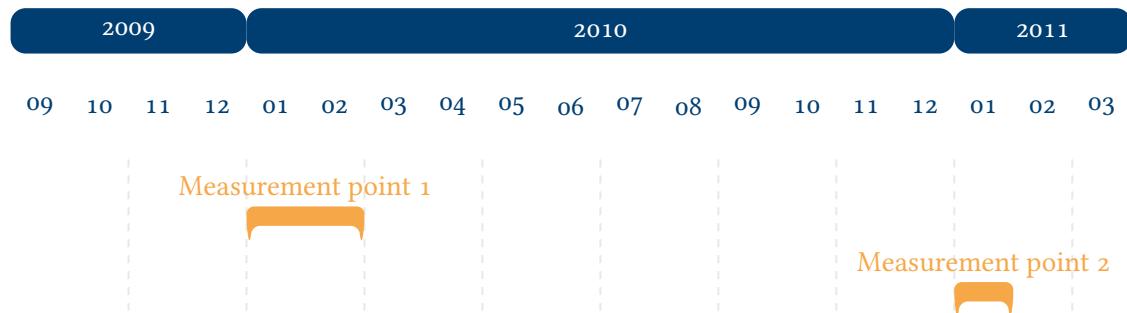 2009 2010 2011
09 10 11 12 01 02 03 04 05 06 07 08 09 10 11 12 01 02 03
Measurement point 1
Measurement point 2